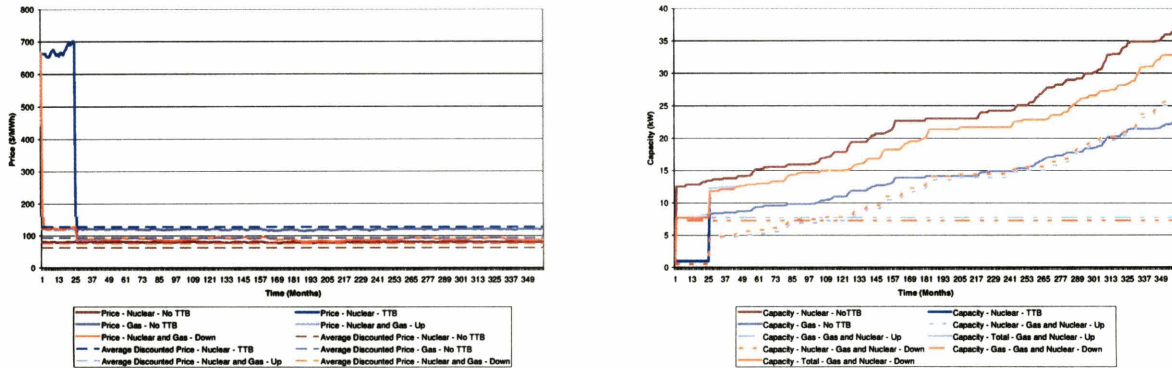 800
700
600
500
400
300
200
100
0
Price ($/MWh)
1 13 25 37 49 61 73 85 97 109 121 133 145 157 169 181 193 205 217 229 241 253 265 277 289 301 313 325 337 349
Time (Months)
Price - Nuclear - No TTB
Price - Nuclear - TTB
Price - Gas - No TTB
Price - Nuclear and Gas - Up
Price - Nuclear and Gas - Down
Average Discounted Price - Nuclear - No TTB
Average Discounted Price - Nuclear - TTB
Average Discounted Price - Gas - No TTB
Average Discounted Price - Nuclear and Gas - Up
Average Discounted Price - Nuclear and Gas - Down
40
35
30
25
20
15
10
5
0
Capacity (kW)
1 13 25 37 49 61 73 85 97 109 121 133 145 157 169 181 193 205 217 229 241 253 265 277 289 301 313 325 337 349
Time (Months)
Capacity - Nuclear - NoTTB
Capacity - Nuclear - TTB
Capacity - Gas - No TTB
Capacity - Nuclear - Gas and Nuclear - Up
Capacity - Gas - Gas and Nuclear - Up
Capacity - Total - Gas and Nuclear - Up
Capacity - Nuclear - Gas and Nuclear - Down
Capacity - Gas - Gas and Nuclear - Down
Capacity - Total - Gas and Nuclear - Down